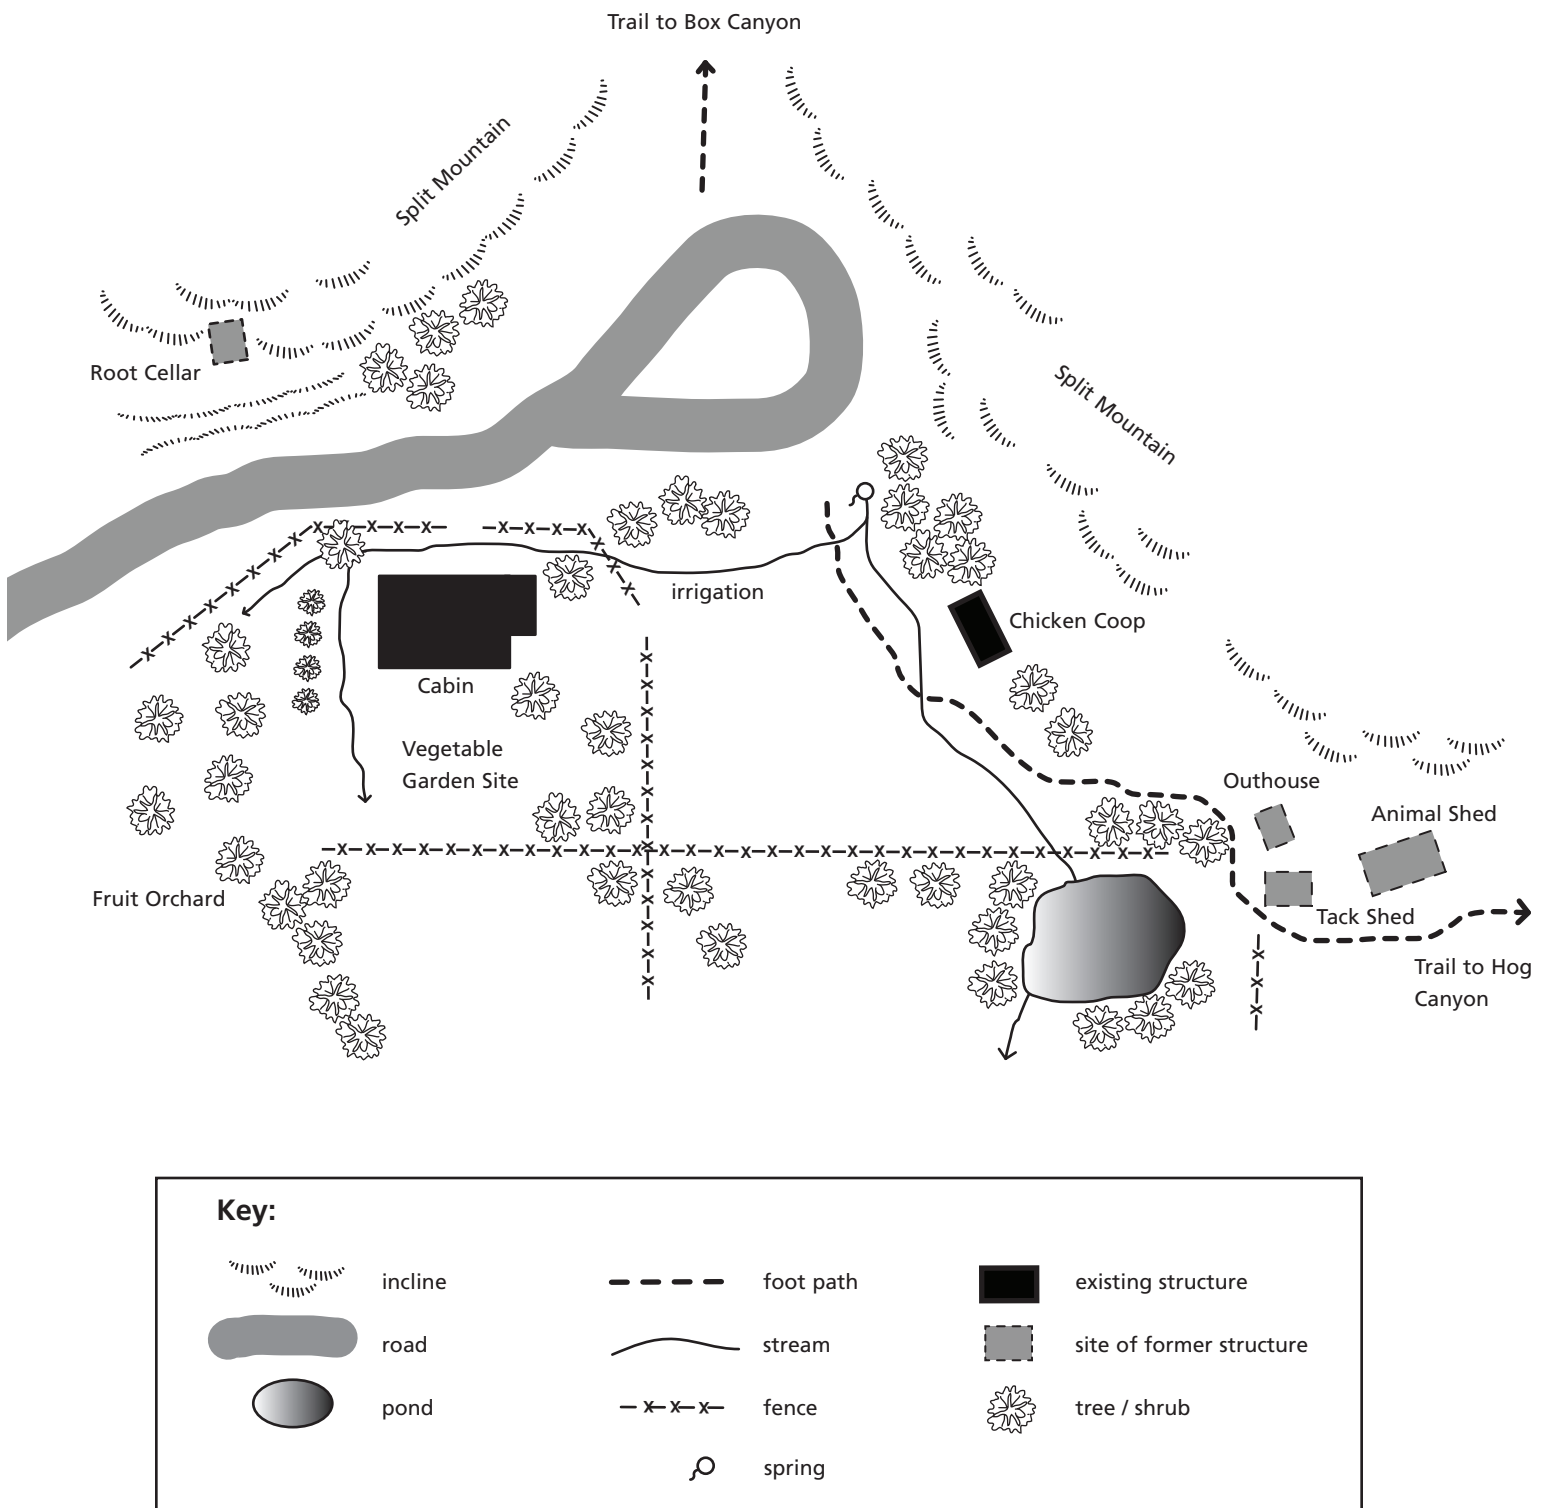 Trail to Box Canyon
Split Mountain
Root Cellar
Split Mountain
irrigation
Chicken Coop
Cabin
Vegetable
Garden Site
Outhouse
Animal Shed
Fruit Orchard
Tack Shed
Trail to Hog
Canyon
Key:
incline
foot path
existing structure
road
stream
site of former structure
pond
fence
tree / shrub
spring